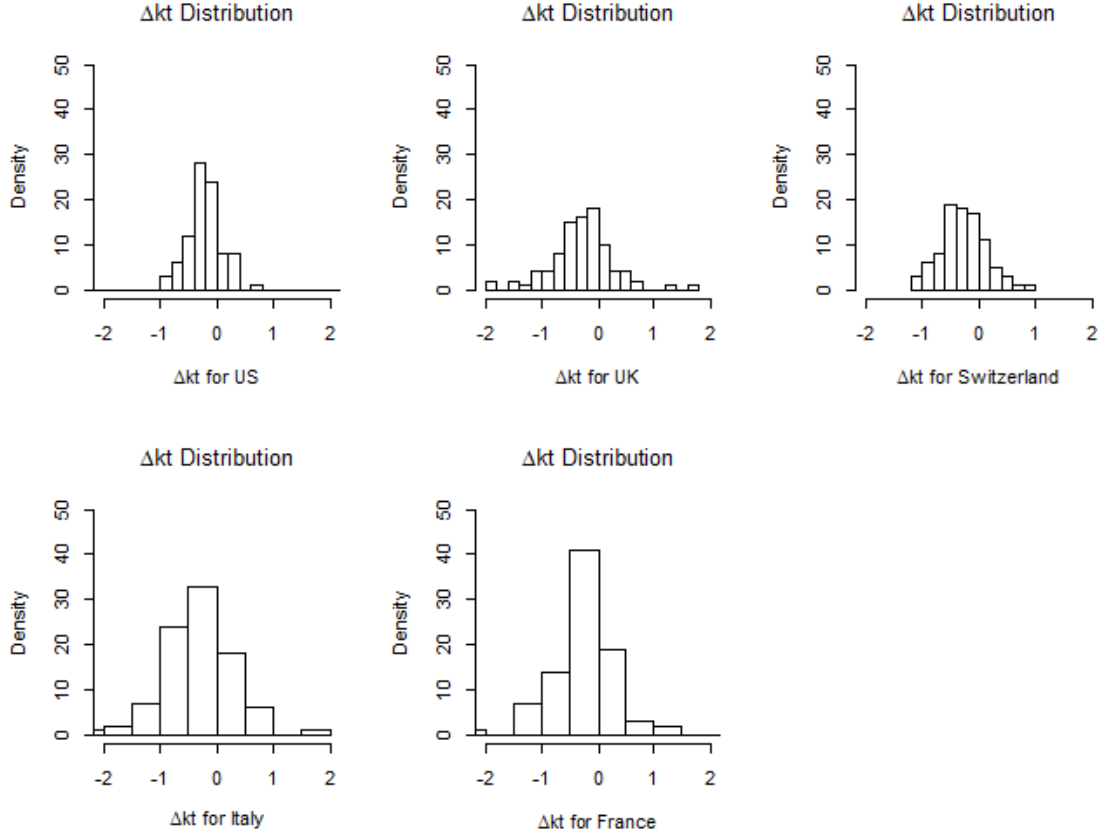 Δkt Distribution
Δkt Distribution
Δkt Distribution
50
40
30
20
10
0
Density
-2 -1 0 1 2
Δkt for US
50
40
30
20
10
0
Density
-2 -1 0 1 2
Δkt for UK
50
40
30
20
10
0
Density
-2 -1 0 1 2
Δkt for Switzerland
Δkt Distribution
Δkt Distribution
50
40
30
20
10
0
Density
-2 -1 0 1 2
Δkt for Italy
50
40
30
20
10
0
Density
-2 -1 0 1 2
Δkt for France